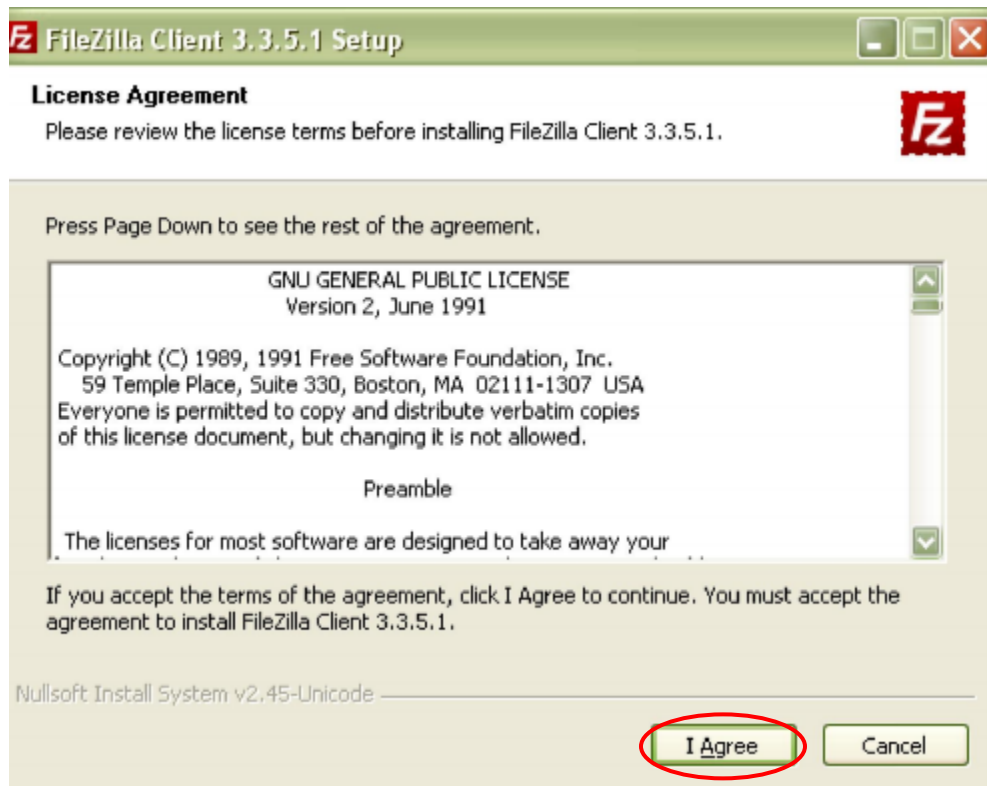 FZ FileZilla Client 3.3.5.1 Setup
License Agreement
Please review the license terms before installing FileZilla Client 3.3.5.1.
FZ
Press Page Down to see the rest of the agreement.
GNU GENERAL PUBLIC LICENSE
Version 2, June 1991
Copyright (C) 1989, 1991 Free Software Foundation, Inc.
59 Temple Place, Suite 330, Boston, MA 02111-1307 USA
Everyone is permitted to copy and distribute verbatim copies
of this license document, but changing it is not allowed.
Preamble
The licenses for most software are designed to take away your
If you accept the terms of the agreement, click I Agree to continue. You must accept the
agreement to install FileZilla Client 3.3.5.1.
Nullsoft Install System v2.45-Unicode
I Agree
Cancel